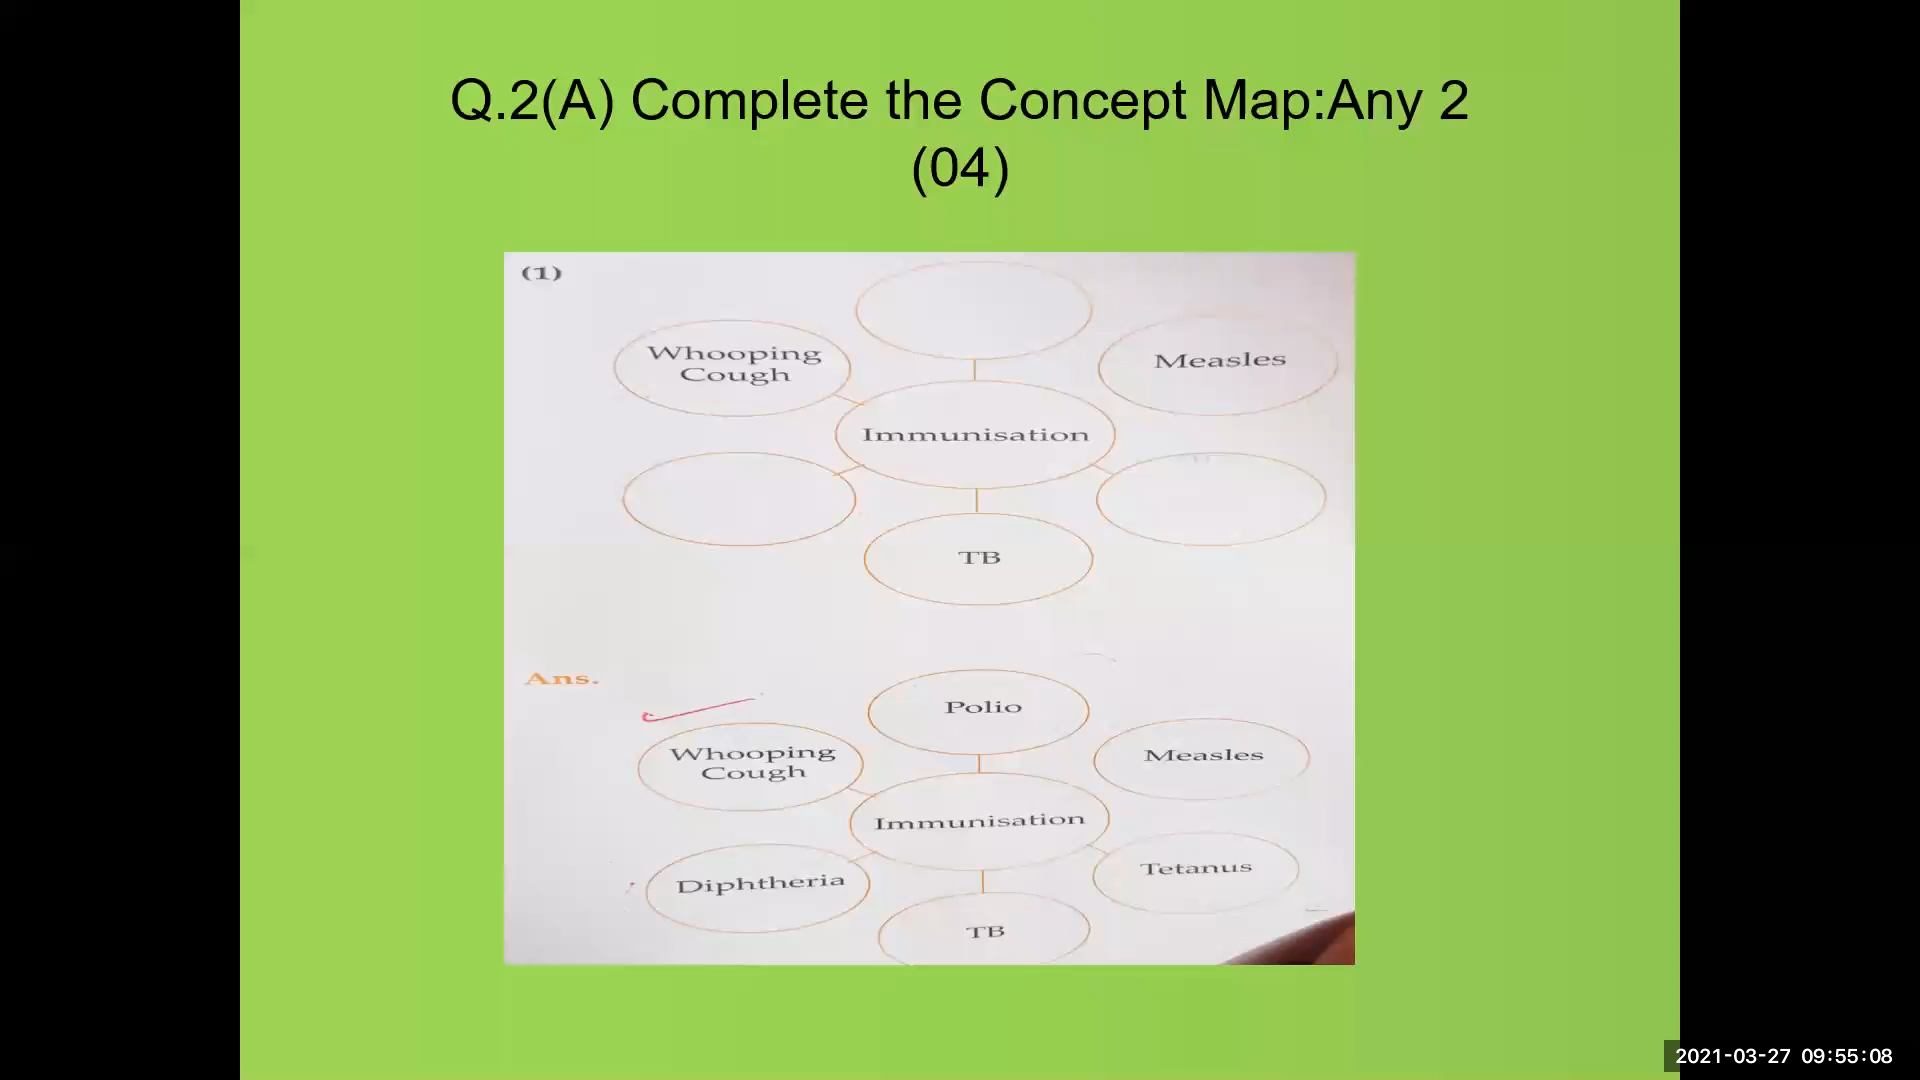 Q.2(A) Complete the Concept Map:Any 2
(04)
(1)
Whooping
Cough
Measles
Immunisation
TB
Ans.
Polio
Whooping
Cough
Measles
Immunisation
Diphtheria
Tetanus
TB
2021-03-27 09:55:08